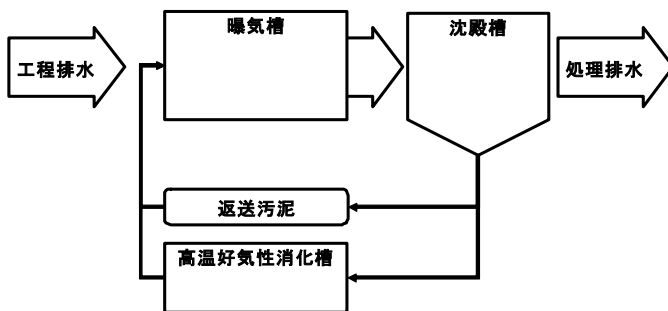 曝気槽
沈殿槽
工程排水
処理排水
返送汚泥
高温好気性消化槽